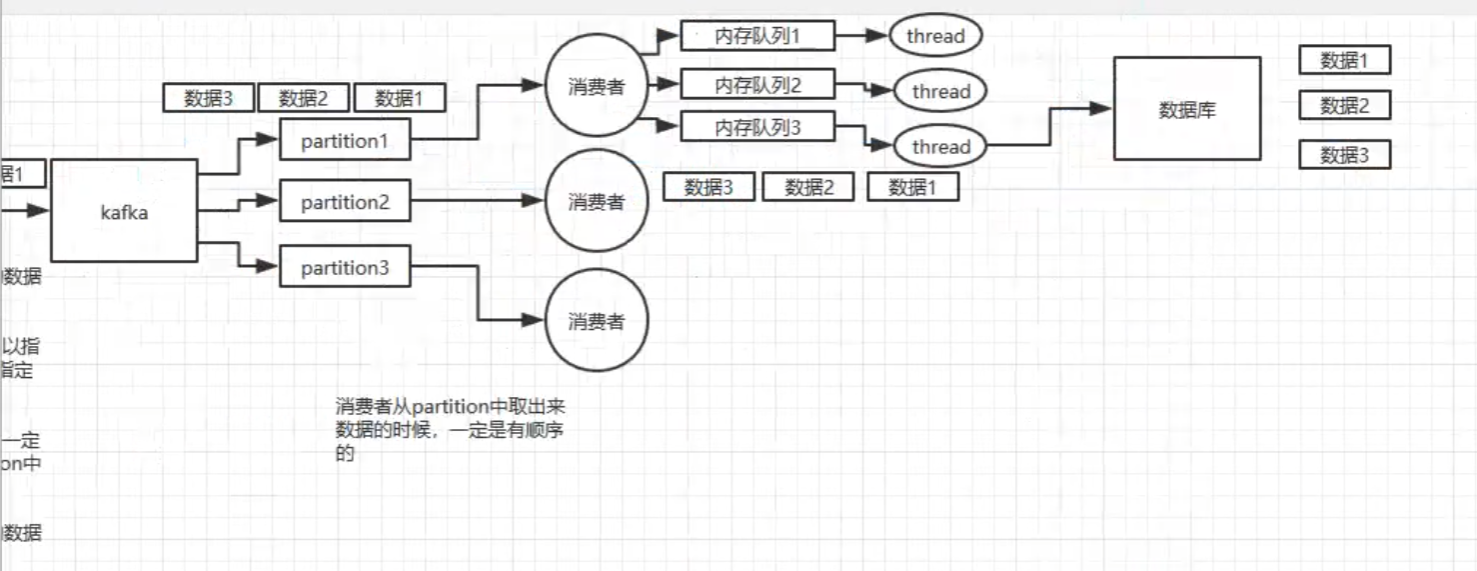 内存队列1
thread
内存队列2
thread
内存队列3
thread
消费者
数据库
数据1
数据2
数据3
数据3
数据2
数据1
partition1
据1
kafka
partition2
消费者
数据3
数据2
数据1
partition3
消费者
数据
以指
指定
一定
on中
数据
消费者从partition中取出来
数据的时候，一定是有顺序
的